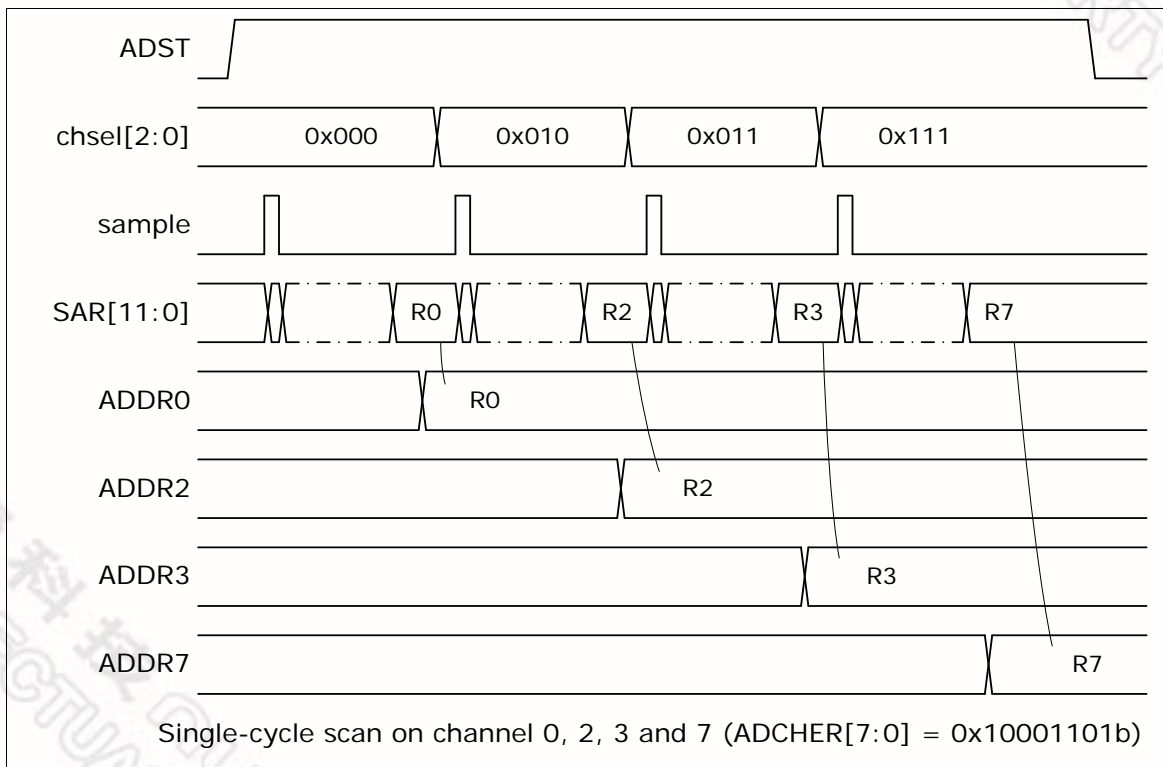 ADST
chsel[2:0] 0x000 0x010 0x011 0x111
sample
SAR[11:0] R0 R2 R3 R7
ADDR0 R0
ADDR2 R2
ADDR3 R3
ADDR7 R7
Single-cycle scan on channel 0, 2, 3 and 7 (ADCHER[7:0] = 0x10001101b)